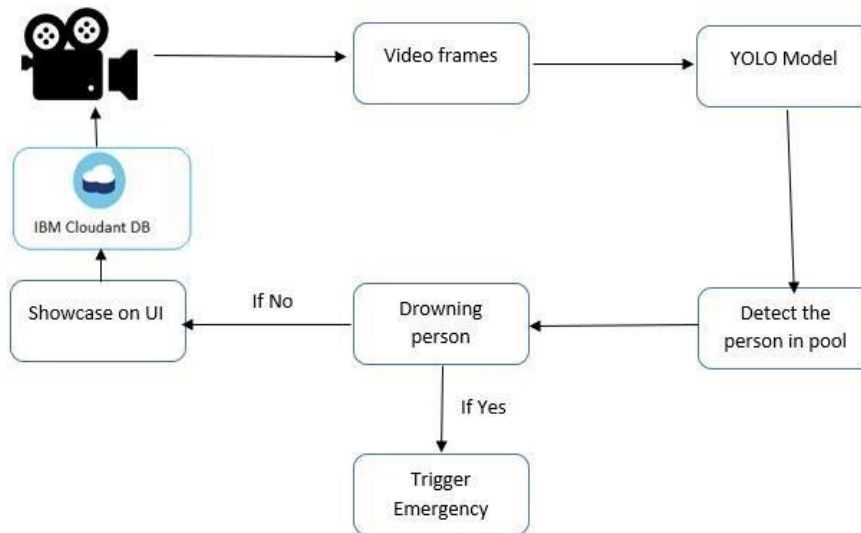 Video frames
YOLO Model
IBM Cloudant DB
Showcase on UI
If No
Drowning
person
Detect the
person in pool
If Yes
Trigger
Emergency